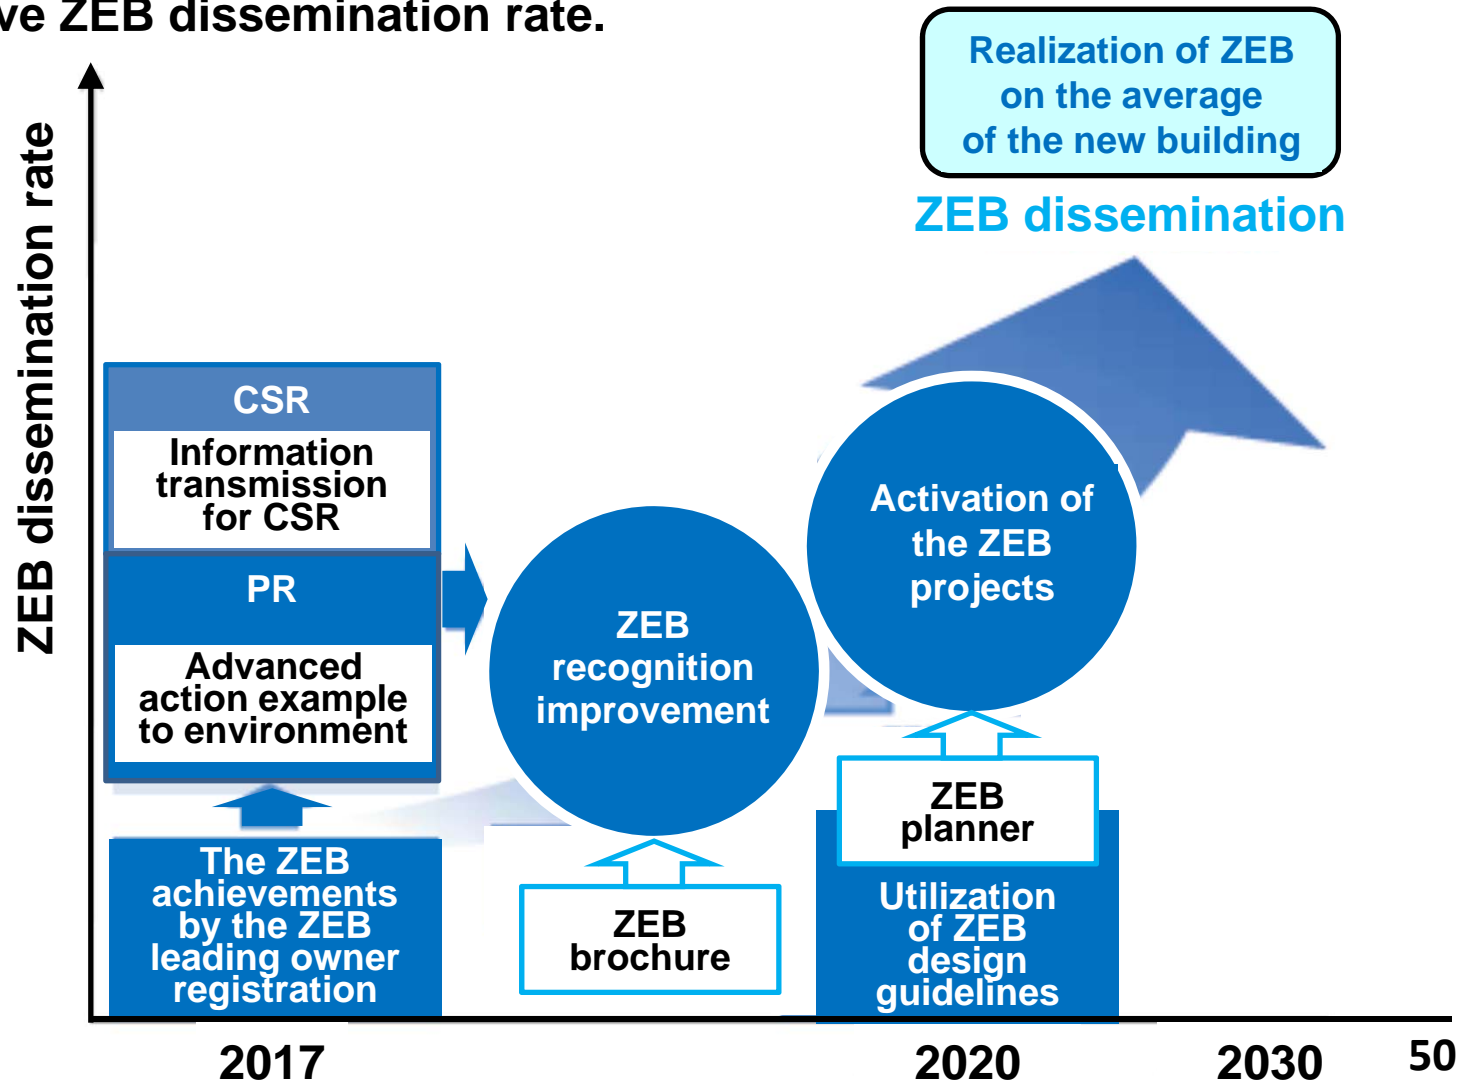 ve ZEB dissemination rate.
Realization of ZEB
on the average
of the new building
ZEB dissemination
ZEB dissemination rate
CSR
Information
transmission
for CSR
PR
Advanced
action example
to environment
The ZEB
achievements
by the ZEB
leading owner
registration
ZEB
recognition
improvement
ZEB
brochure
Activation of
the ZEB
projects
ZEB
planner
Utilization
of ZEB
design
guidelines
2017
2020
2030
50